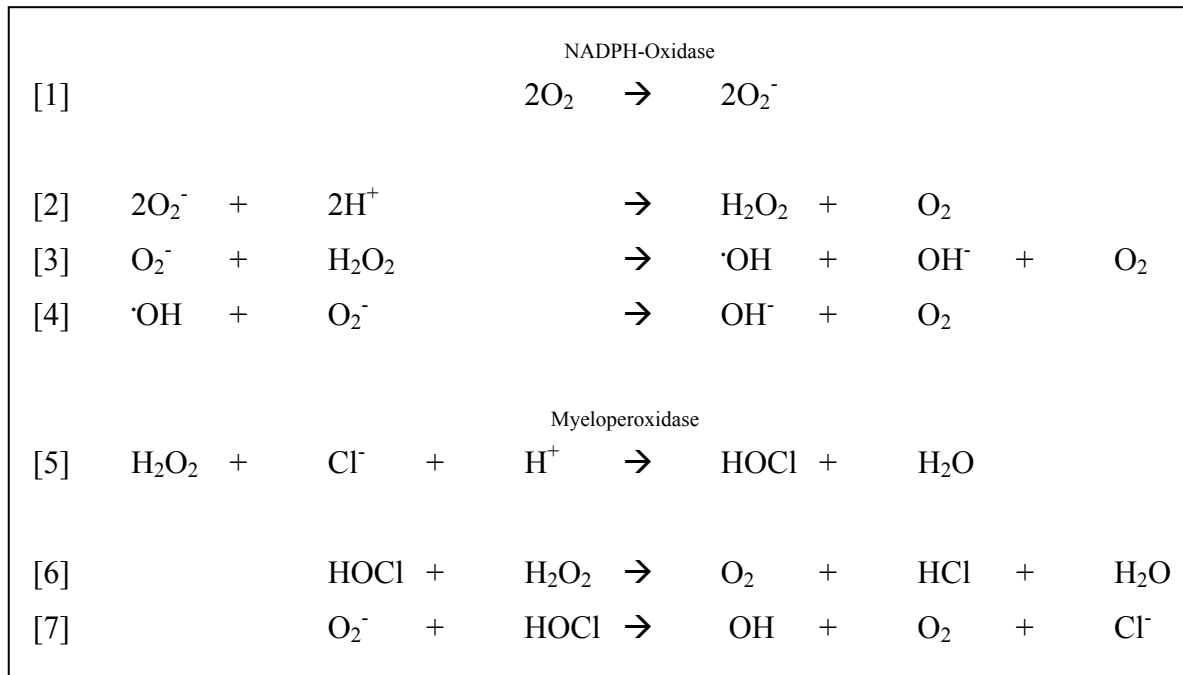 NADPH-Oxidase
[1] 2O₂ → 2O₂⁻
[2] 2O₂⁻ + 2H⁺ → H₂O₂ + O₂
[3] O₂⁻ + H₂O₂ → ·OH + OH⁻ + O₂
[4] ·OH + O₂⁻ → OH⁻ + O₂
Myeloperoxidase
[5] H₂O₂ + Cl⁻ + H⁺ → HOCl + H₂O
[6] HOCl + H₂O₂ → O₂ + HCl + H₂O
[7] O₂⁻ + HOCl → OH + O₂ + Cl⁻